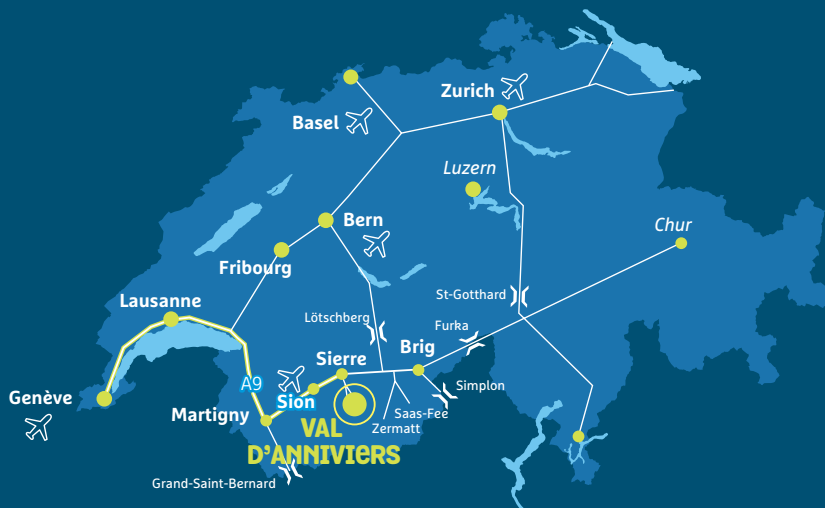 Zurich
Basel
Luzern
Bern
Chur
Fribourg
St-Gotthard
Lausanne
Lötschberg
Furka
Brig
Sierre
A9
Simplon
Genève
Sion
Martigny
Saas-Fee
Zermatt
VAL
D'ANNIVIERS
Grand-Saint-Bernard